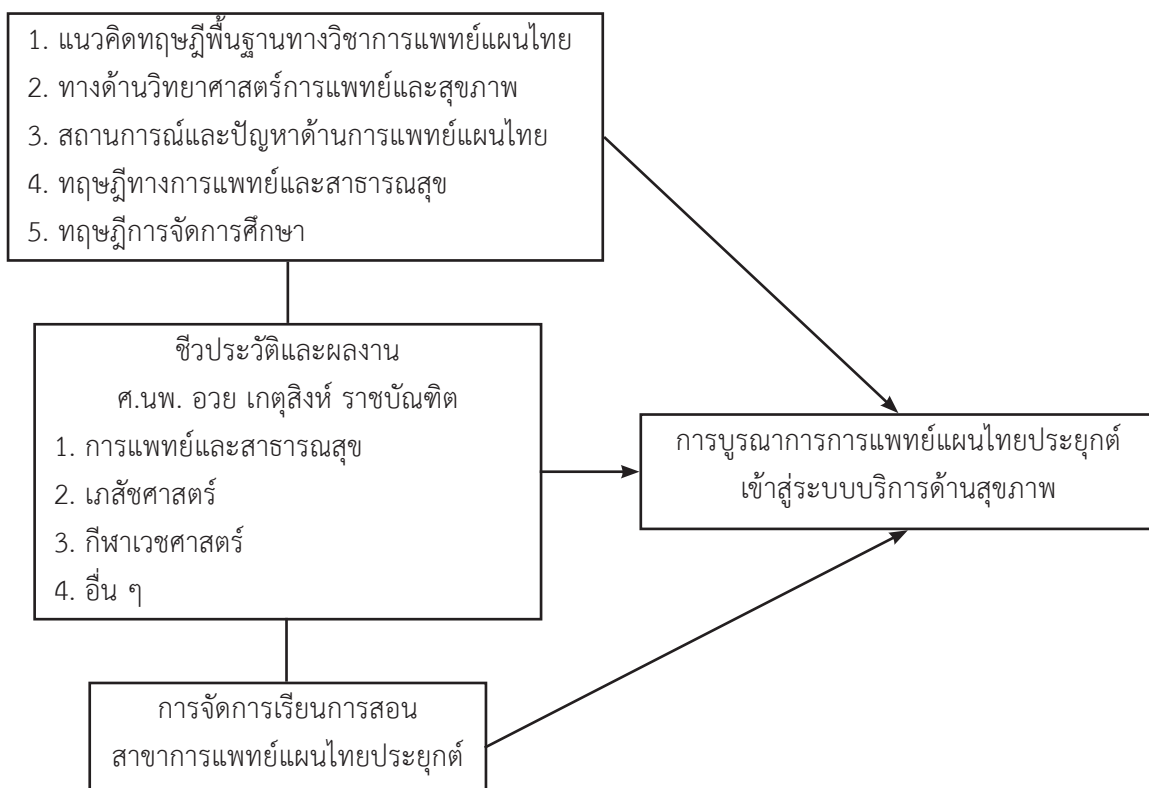 1. แนวคิดทฤษฎีพื้นฐานทางวิชาการแพทย์แผนไทย
2. ทางด้านวิทยาศาสตร์การแพทย์และสุขภาพ
3. สถานการณ์และปัญหาด้านการแพทย์แผนไทย
4. ทฤษฎีทางการแพทย์และสาธารณสุข
5. ทฤษฎีการจัดการศึกษา
ชีวประวัติและผลงาน
ศ.นพ. อวย เกตุสิงห์ ราชบัณฑิต
1. การแพทย์และสาธารณสุข
2. เภสัชศาสตร์
3. กีฬาเวชศาสตร์
4. อื่น ๆ
การบูรณาการการแพทย์แผนไทยประยุกต์
เข้าสู่ระบบบริการด้านสุขภาพ
การจัดการเรียนการสอน
สาขาการแพทย์แผนไทยประยุกต์